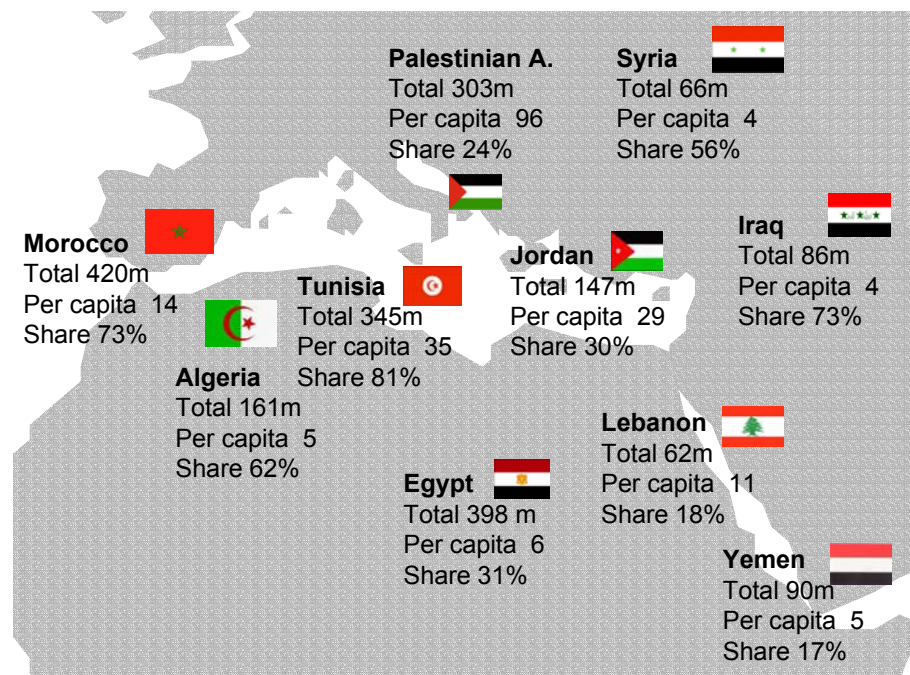 Palestinian A.
Total 303m
Per capita 96
Share 24%
Syria
Total 66m
Per capita 4
Share 56%
Morocco
Total 420m
Per capita 14
Share 73%
Tunisia
Total 345m
Per capita 35
Share 81%
Jordan
Total 147m
Per capita 29
Share 30%
Iraq
Total 86m
Per capita 4
Share 73%
Algeria
Total 161m
Per capita 5
Share 62%
Egypt
Total 398 m
Per capita 6
Share 31%
Lebanon
Total 62m
Per capita 11
Share 18%
Yemen
Total 90m
Per capita 5
Share 17%